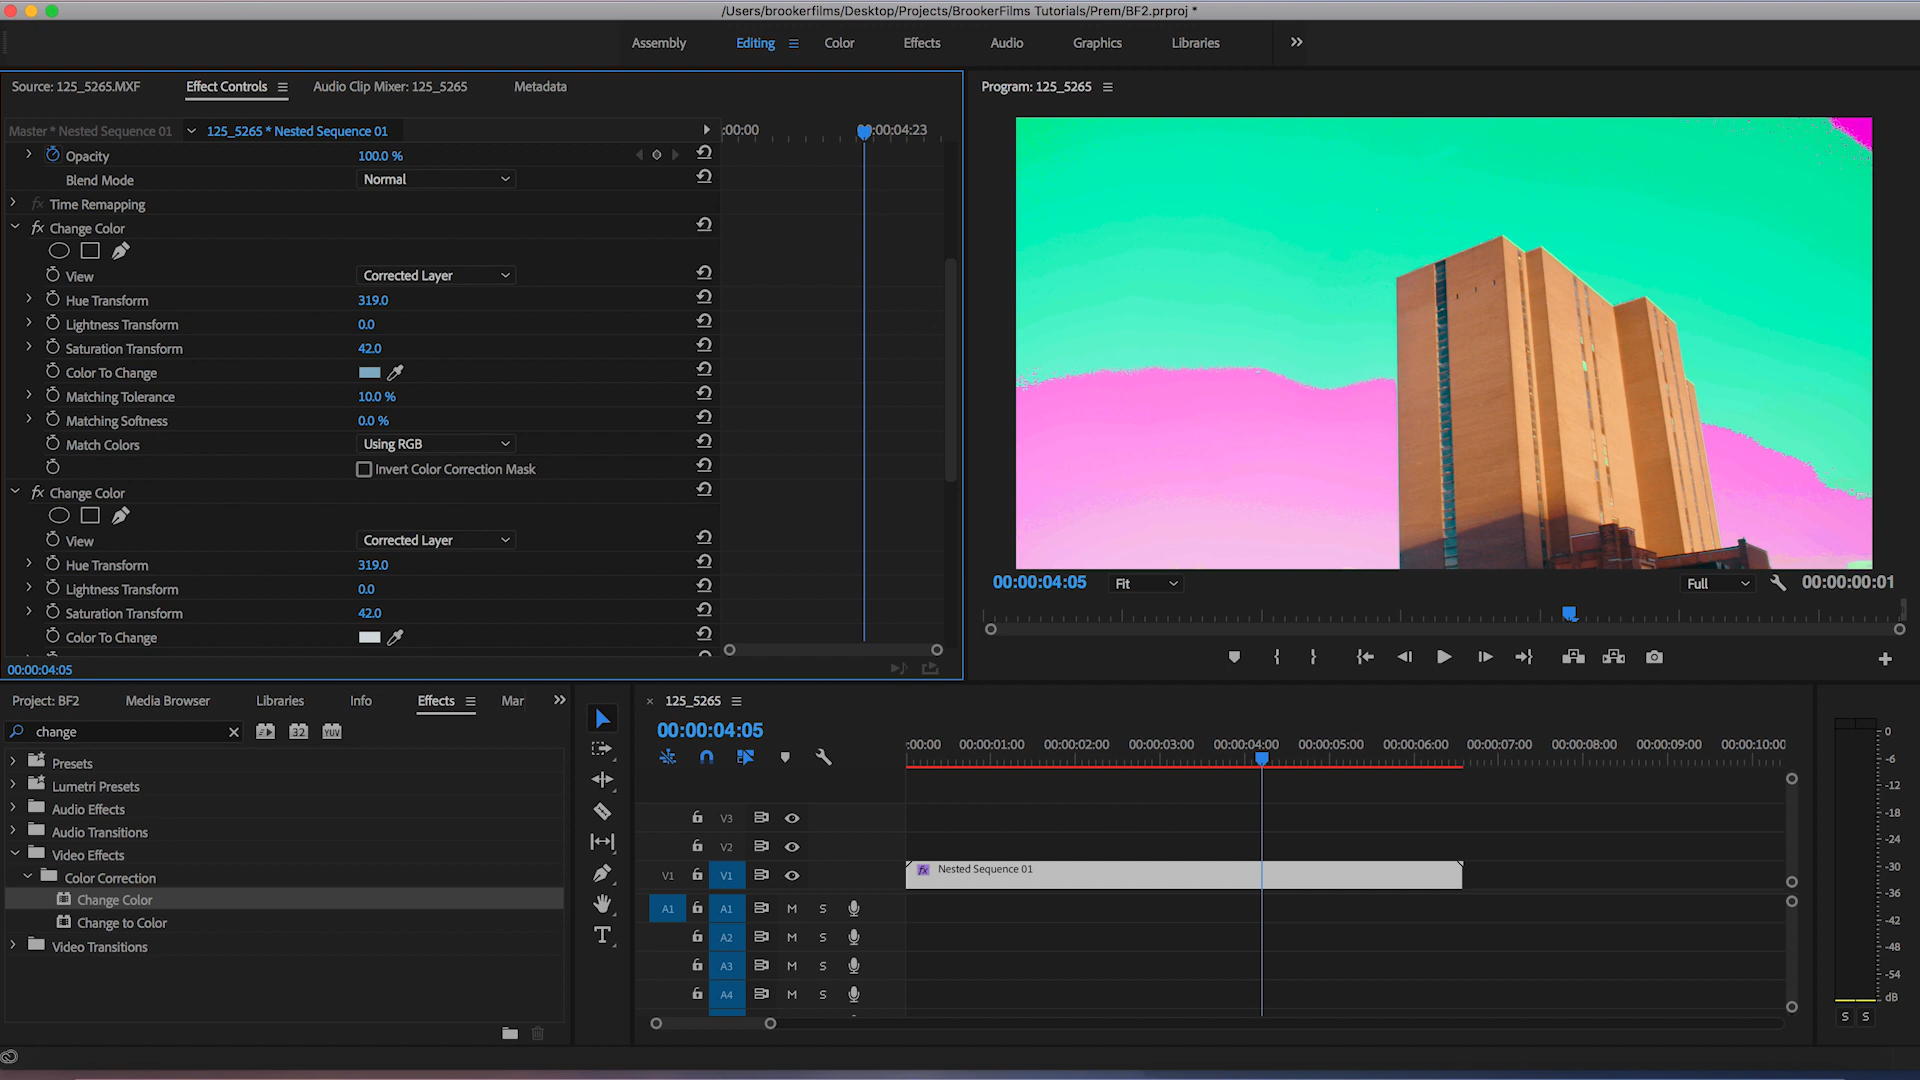 /Users/brookerfilms/Desktop/Projects/BrookerFilms Tutorials/Prem/BF2.prproj *
Assembly Editing Color Effects Audio Graphics Libraries
Source: 125_5265.MXF Effect Controls Audio Clip Mixer: 125_5265 Metadata
Master * Nested Sequence 01 125_5265 * Nested Sequence 01 :00:00 00:00:04:23
Opacity 100.0 %
Blend Mode Normal
fx Time Remapping
fx Change Color
View Corrected Layer
Hue Transform 319.0
Lightness Transform 0.0
Saturation Transform 42.0
Color To Change
Matching Tolerance 10.0 %
Matching Softness 0.0 %
Match Colors Using RGB
Invert Color Correction Mask
fx Change Color
View Corrected Layer
Hue Transform 319.0
Lightness Transform 0.0
Saturation Transform 42.0
Color To Change
00:00:04:05
Program: 125_5265
00:00:04:05 Fit Full 00:00:00:01
Project: BF2 Media Browser Libraries Info Effects Mar
change 32 YUV
Presets
Lumetri Presets
Audio Effects
Audio Transitions
Video Effects
Color Correction
Change Color
Change to Color
Video Transitions
T
× 125_5265
00:00:04:05
:00:00 00:00:01:00 00:00:02:00 00:00:03:00 00:00:04:00 00:00:05:00 00:00:06:00 00:00:07:00 00:00:08:00 00:00:09:00 00:00:10:00
V3
V2
V1 V1 fx Nested Sequence 01
A1 A1 M S
A2 M S
A3 M S
A4 M S
0
-6
-12
-18
-24
-30
-36
-42
-48
-54
dB
S S